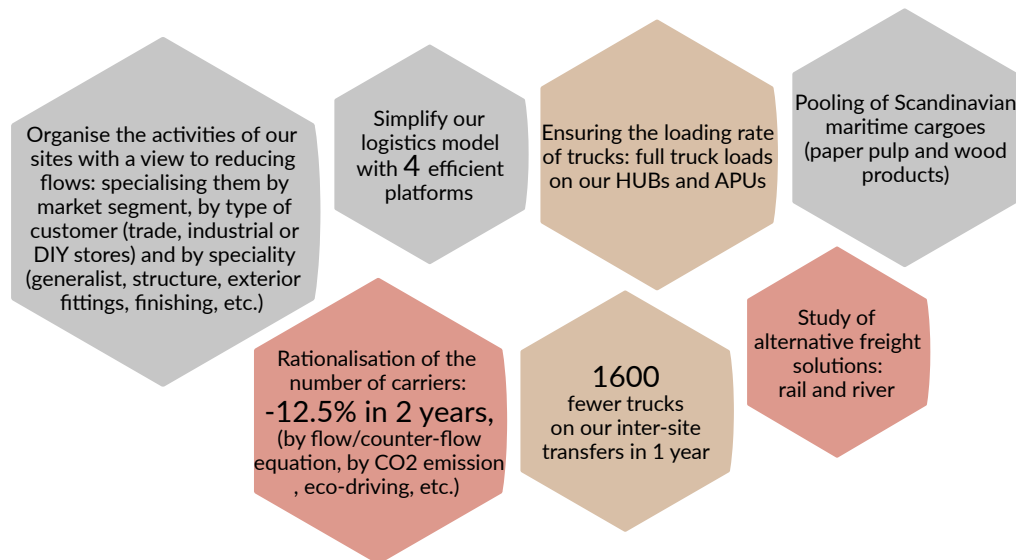 Organise the activities of our
sites with a view to reducing
flows: specialising them by
market segment, by type of
customer (trade, industrial or
DIY stores) and by speciality
(generalist, structure, exterior
fittings, finishing, etc.)
Simplify our
logistics model
with 4 efficient
platforms
Ensuring the loading rate
of trucks: full truck loads
on our HUBs and APUs
Pooling of Scandinavian
maritime cargoes
(paper pulp and wood
products)
Rationalisation of the
number of carriers:
-12.5% in 2 years,
(by flow/counter-flow
equation, by CO2 emission
, eco-driving, etc.)
1600
fewer trucks
on our inter-site
transfers in 1 year
Study of
alternative freight
solutions:
rail and river